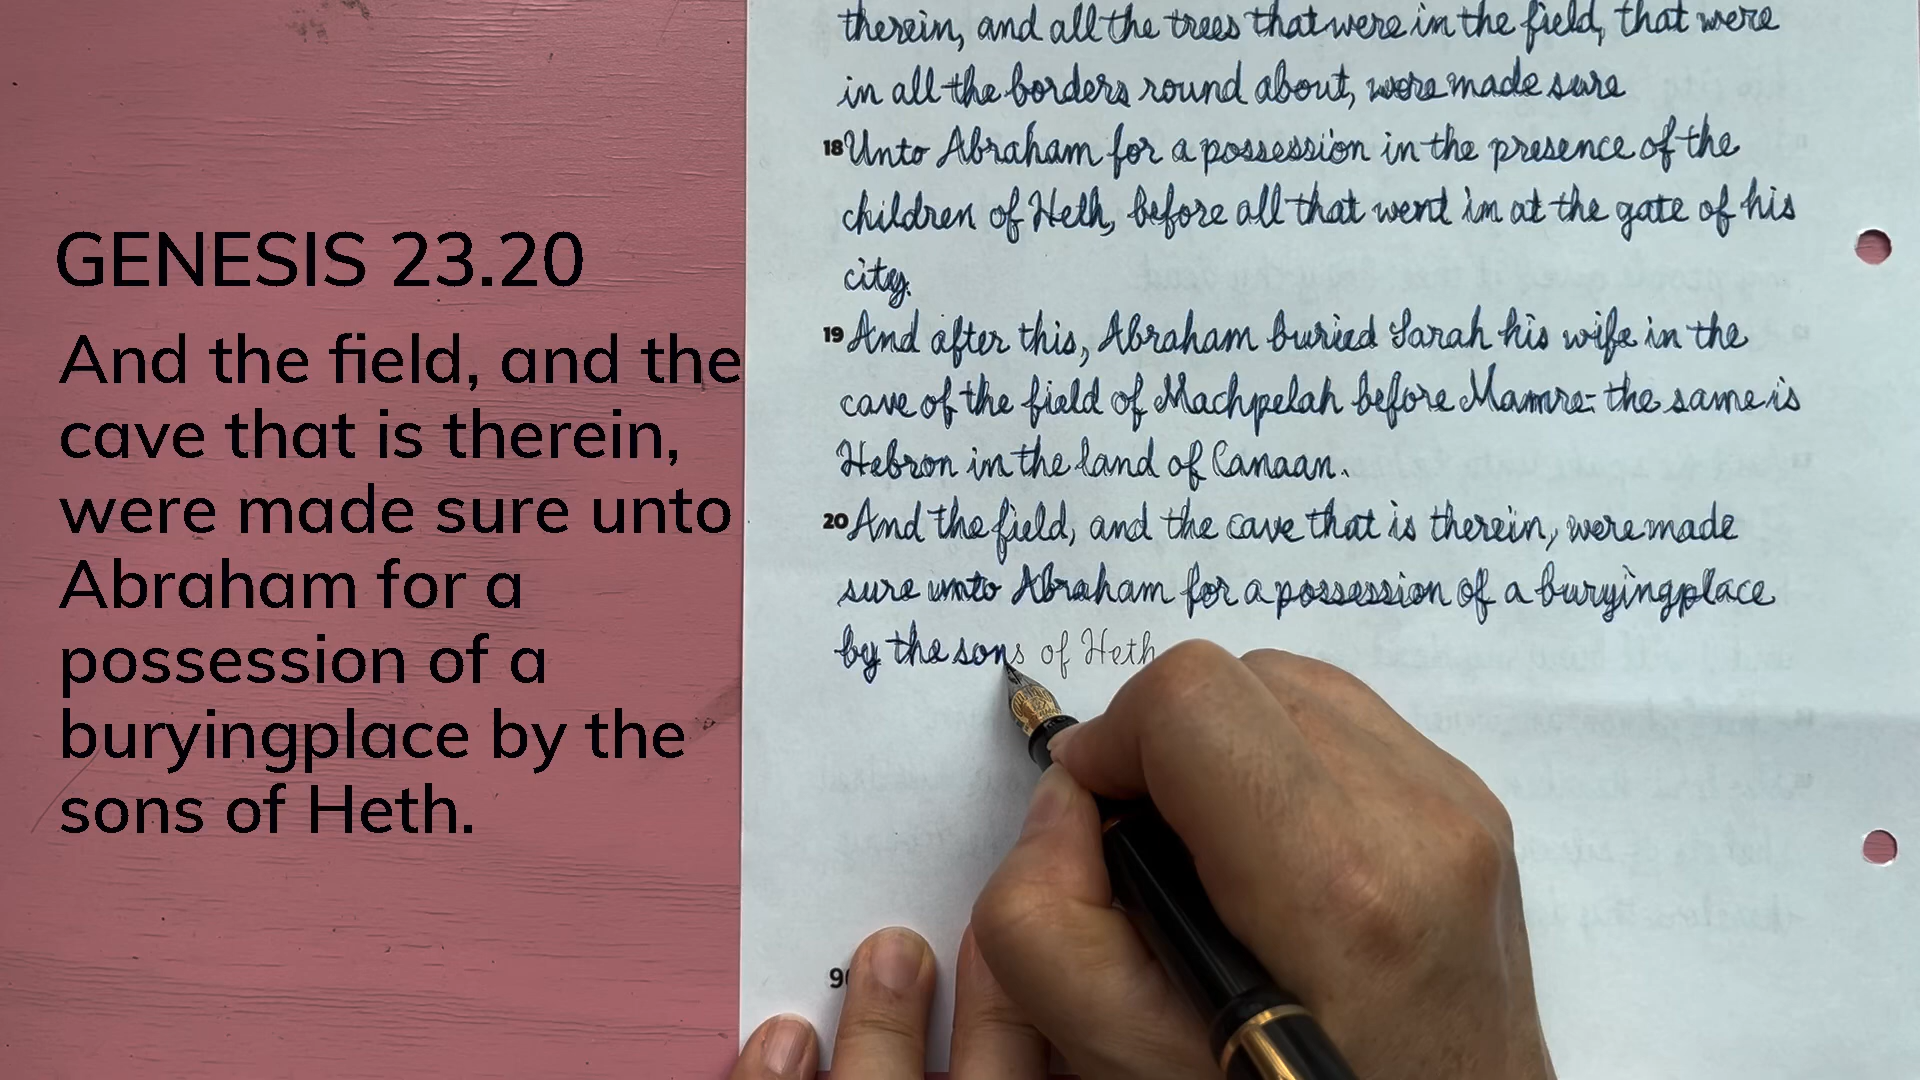 GENESIS 23.20
And the field, and the
cave that is therein,
were made sure unto
Abraham for a
possession of a
buryingplace by the
sons of Heth.
therein, and all the trees that were in the field, that were
in all the borders round about, were made sure
18 Unto Abraham for a possession in the presence of the
children of Heth, before all that went in at the gate of his
city.
19 And after this, Abraham buried Sarah his wife in the
cave of the field of Machpelah before Mamre: the same is
Hebron in the land of Canaan.
20 And the field, and the cave that is therein, were made
sure unto Abraham for a possession of a buryingplace
by the sons of Heth